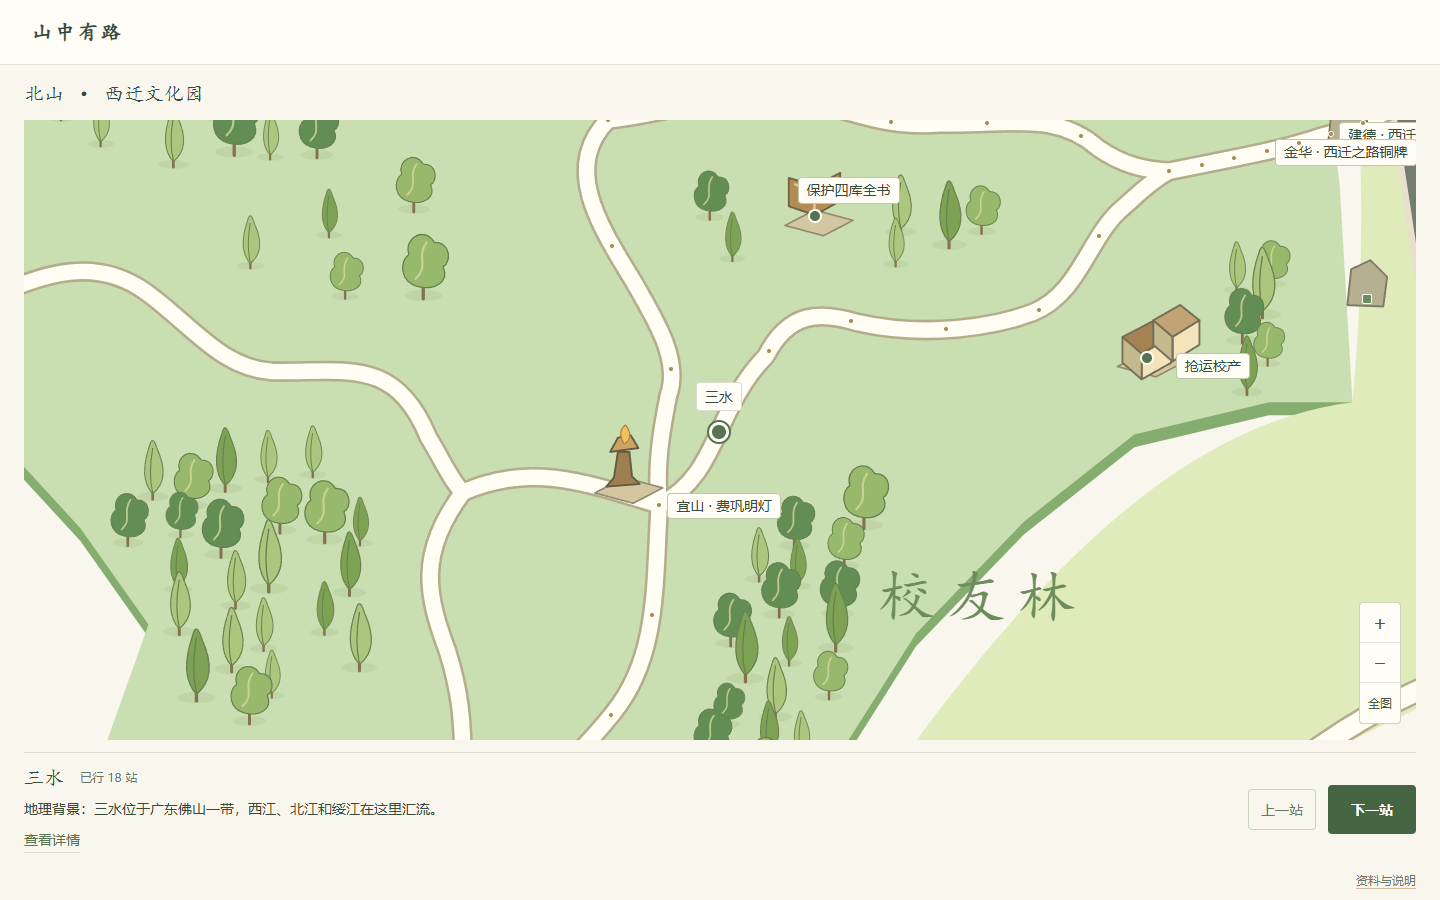 山中有路
北山 • 西迁文化园
建德 · 西迁
金华 · 西迁之路铜牌
保护四库全书
抢运校产
三水
宜山 · 费巩明灯
校友林
+
−
全图
三水 已行 18 站
地理背景：三水位于广东佛山一带，西江、北江和绥江在这里汇流。
查看详情
上一站
下一站
资料与说明